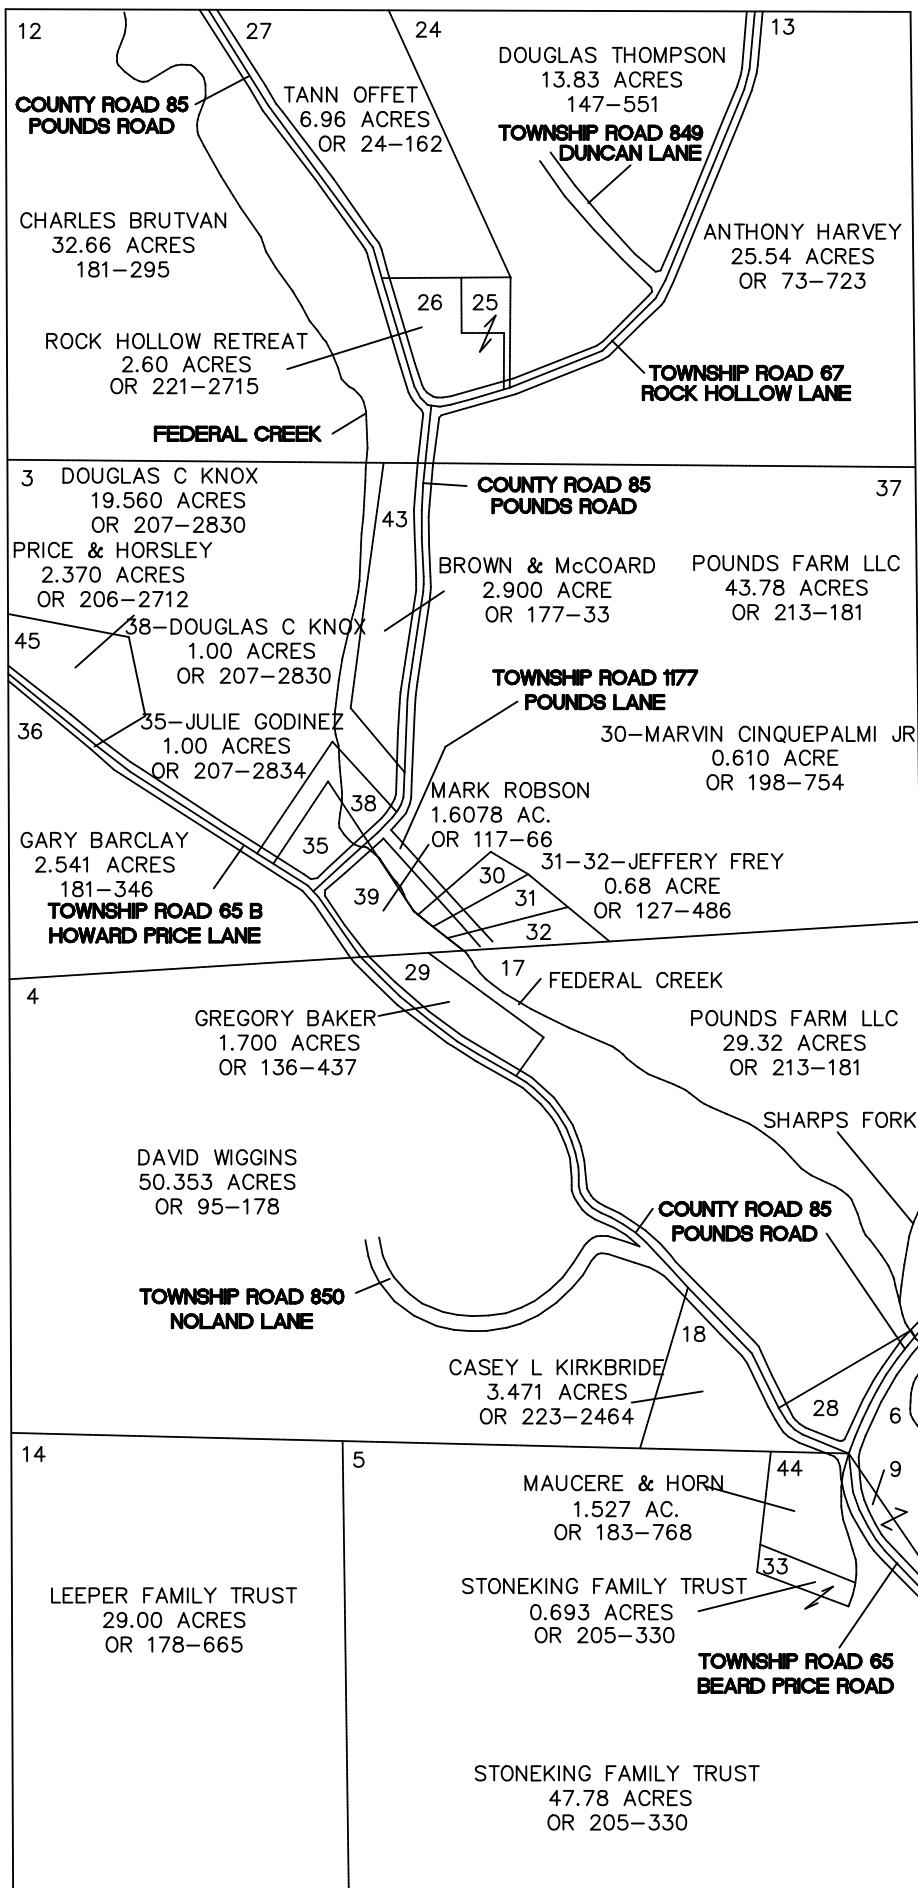 12
27
24
13
DOUGLAS THOMPSON
13.83 ACRES
147-551
COUNTY ROAD 85
POUNDS ROAD
TANN OFFET
6.96 ACRES
OR 24-162
TOWNSHIP ROAD 849
DUNCAN LANE
CHARLES BRUTVAN
32.66 ACRES
181-295
ANTHONY HARVEY
25.54 ACRES
OR 73-723
26
25
ROCK HOLLOW RETREAT
2.60 ACRES
OR 221-2715
TOWNSHIP ROAD 67
ROCK HOLLOW LANE
FEDERAL CREEK
3
DOUGLAS C KNOX
19.560 ACRES
OR 207-2830
COUNTY ROAD 85
POUNDS ROAD
37
43
PRICE & HORSLEY
2.370 ACRES
OR 206-2712
BROWN & McCOARD
2.900 ACRE
OR 177-33
POUNDS FARM LLC
43.78 ACRES
OR 213-181
45
38-DOUGLAS C KNOX
1.00 ACRES
OR 207-2830
TOWNSHIP ROAD 1177
POUNDS LANE
36
35-JULIE GODINEZ
1.00 ACRES
OR 207-2834
30-MARVIN CINQUEPALMI JR
0.610 ACRE
OR 198-754
38
MARK ROBSON
1.6078 AC.
OR 117-66
GARY BARCLAY
2.541 ACRES
181-346
35
31-32-JEFFERY FREY
0.68 ACRE
OR 127-486
30
31
32
39
TOWNSHIP ROAD 65 B
HOWARD PRICE LANE
4
29
17
FEDERAL CREEK
GREGORY BAKER
1.700 ACRES
OR 136-437
POUNDS FARM LLC
29.32 ACRES
OR 213-181
SHARPS FORK
DAVID WIGGINS
50.353 ACRES
OR 95-178
COUNTY ROAD 85
POUNDS ROAD
TOWNSHIP ROAD 850
NOLAND LANE
18
CASEY L KIRKBRIDE
3.471 ACRES
OR 223-2464
28
6
14
5
44
9
MAUCERE & HORN
1.527 AC.
OR 183-768
33
LEEPER FAMILY TRUST
29.00 ACRES
OR 178-665
STONEKING FAMILY TRUST
0.693 ACRES
OR 205-330
TOWNSHIP ROAD 65
BEARD PRICE ROAD
STONEKING FAMILY TRUST
47.78 ACRES
OR 205-330